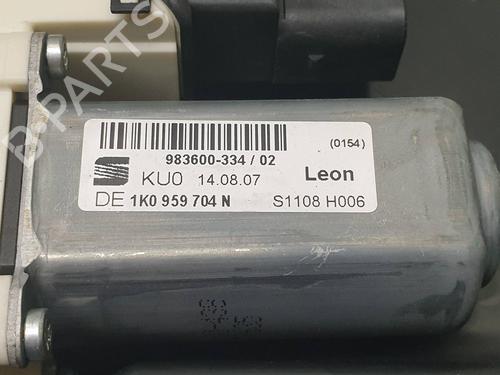 983600-334 / 02
(0154)
KU0 14.08.07
Leon
DE 1K0 959 704 N
S1108 H006
B-PARTS